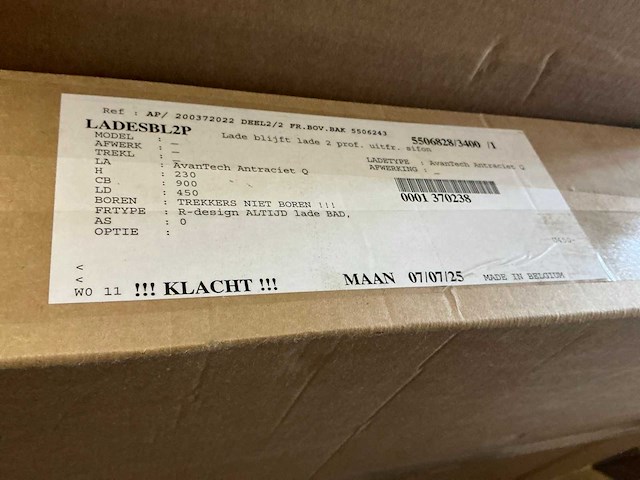 Ref : AP/ 200372022 DEEL2/2 FR.BOV.BAK 5506243
LADESBL2P Lade blijft lade 2 prof. uitfr. sifon 5506828/3400 /1
MODEL : —
AFWERK : — LADETYPE : AvanTech Antraciet Q
TREKL : — AFWERKING : —
LA : AvanTech Antraciet Q
H : 230
CB : 900
LD : 450 0001 370238
BOREN : TREKKERS NIET BOREN !!!
FRTYPE : R-design ALTIJD lade BAD,
AS : 0
OPTIE :
<
<
WO 11 !!! KLACHT !!! MAAN 07/07/25 MADE IN BELGIUM